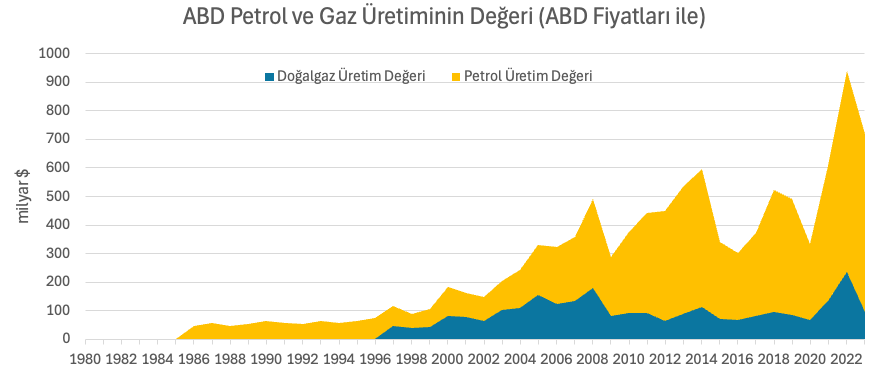 ABD Petrol ve Gaz Üretiminin Değeri (ABD Fiyatları ile)
1000
Doğalgaz Üretim Değeri Petrol Üretim Değeri
900
800
700
600
500
400
300
200
100
0
milyar $
1980 1982 1984 1986 1988 1990 1992 1994 1996 1998 2000 2002 2004 2006 2008 2010 2012 2014 2016 2018 2020 2022